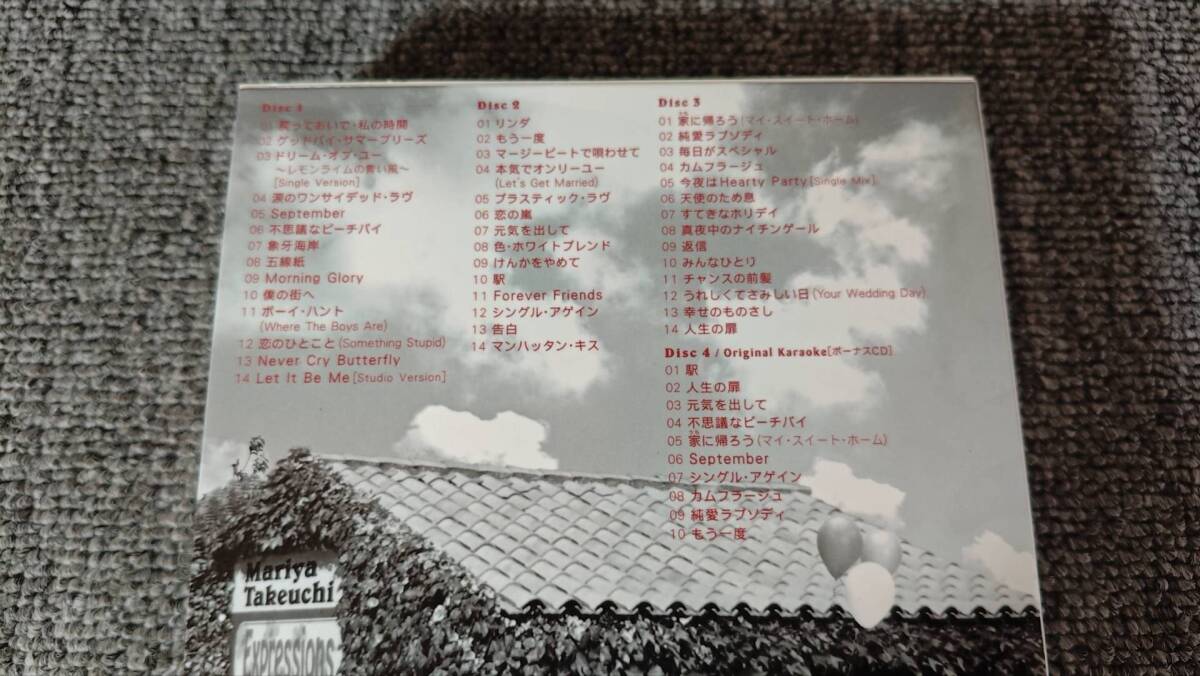 Disc 1
01 戻っておいで・私の時間
02 グッドバイ・サマーブリーズ
03 ドリーム・オブ・ユー
〜レモンライムの青い風〜
[Single Version]
04 涙のワンサイデッド・ラヴ
05 September
06 不思議なピーチパイ
07 象牙海岸
08 五線紙
09 Morning Glory
10 僕の街へ
11 ボーイ・ハント
(Where The Boys Are)
12 恋のひとこと(Something Stupid)
13 Never Cry Butterfly
14 Let It Be Me[Studio Version]
Disc 2
01 リンダ
02 もう一度
03 マージービートで唄わせて
04 本気でオンリーユー
(Let's Get Married)
05 プラスティック・ラヴ
06 恋の嵐
07 元気を出して
08 色・ホワイトブレンド
09 けんかをやめて
10 駅
11 Forever Friends
12 シングル・アゲイン
13 告白
14 マンハッタン・キス
Disc 3
01 家に帰ろう(マイ・スイート・ホーム)
02 純愛ラプソディ
03 毎日がスペシャル
04 カムフラージュ
05 今夜はHearty Party[Single Mix]
06 天使のため息
07 すてきなホリデイ
08 真夜中のナイチンゲール
09 返信
10 みんなひとり
11 チャンスの前髪
12 うれしくてさみしい日(Your Wedding Day)
13 幸せのものさし
14 人生の扉
Disc 4 / Original Karaoke[ボーナスCD]
01 駅
02 人生の扉
03 元気を出して
04 不思議なピーチパイ
05 家に帰ろう(マイ・スイート・ホーム)
06 September
07 シングル・アゲイン
08 カムフラージュ
09 純愛ラプソディ
10 もう一度
Mariya
Takeuchi
Expressions